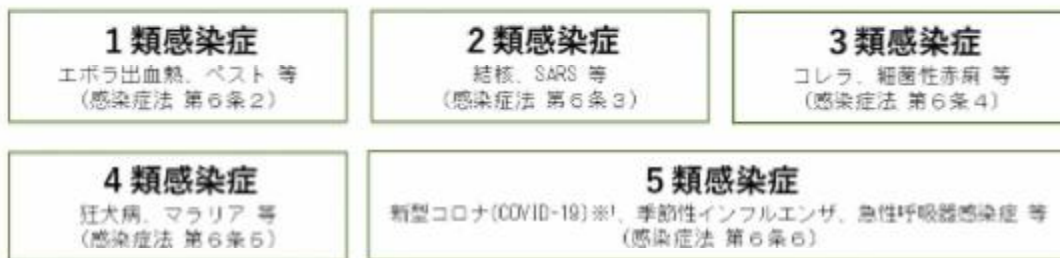 1類感染症
エボラ出血熱、ペスト 等
(感染症法 第6条2)
2類感染症
結核、SARS 等
(感染症法 第6条3)
3類感染症
コレラ、細菌性赤痢 等
(感染症法 第6条4)
4類感染症
狂犬病、マラリア 等
(感染症法 第6条5)
5類感染症
新型コロナ(COVID-19)※1、季節性インフルエンザ、急性呼吸器感染症 等
(感染症法 第6条6)